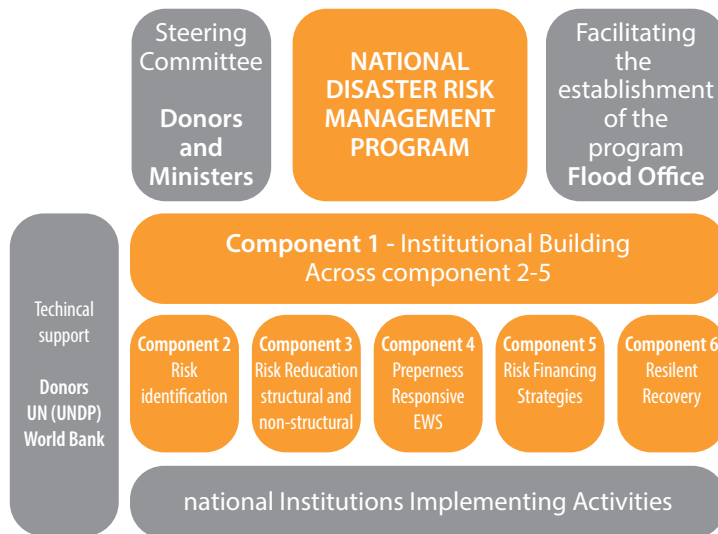 Steering
Committee
Donors
and
Ministers
NATIONAL
DISASTER RISK
MANAGEMENT
PROGRAM
Facilitating
the
establishment
of the
program
Flood Office
Techincal
support
Donors
UN (UNDP)
World Bank
Component 1 - Institutional Building
Across component 2-5
Component 2
Risk
identification
Component 3
Risk Reducation
structural and
non-structural
Component 4
Preperness
Responsive
EWS
Component 5
Risk Financing
Strategies
Component 6
Resilent
Recovery
national Institutions Implementing Activities